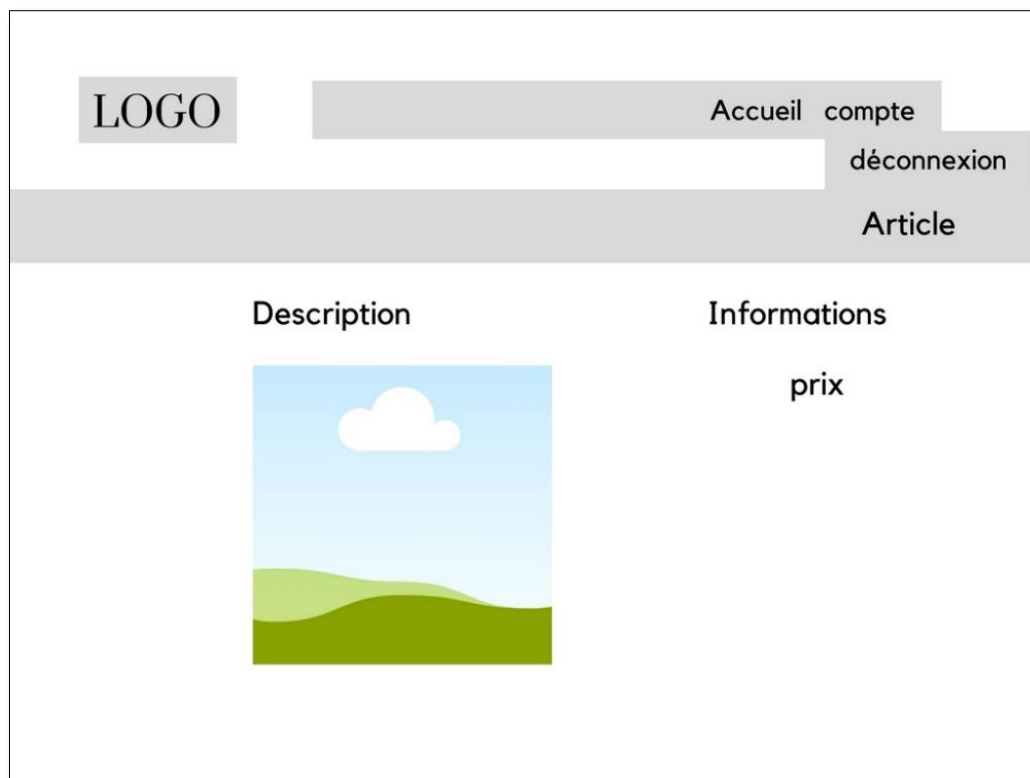 LOGO
Accueil compte
déconnexion
Article
Description
Informations
prix